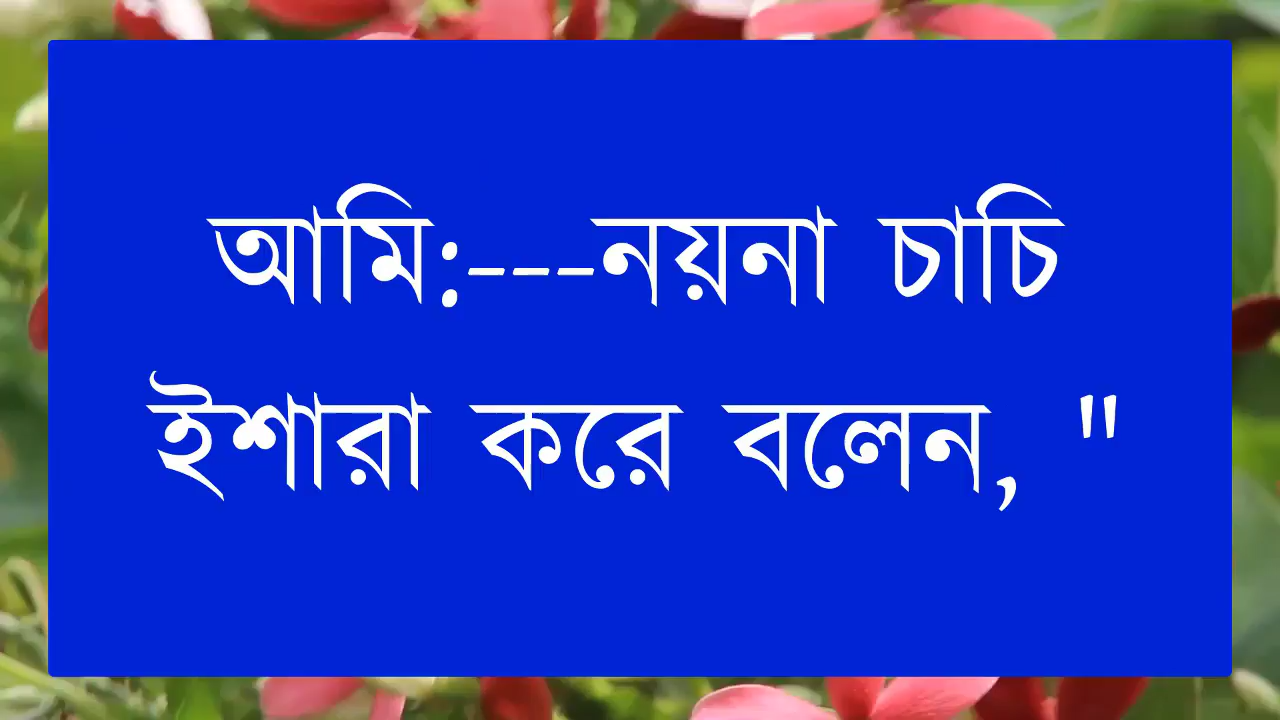 আমি:---নয়না চাচি
ইশারা করে বলেন, "